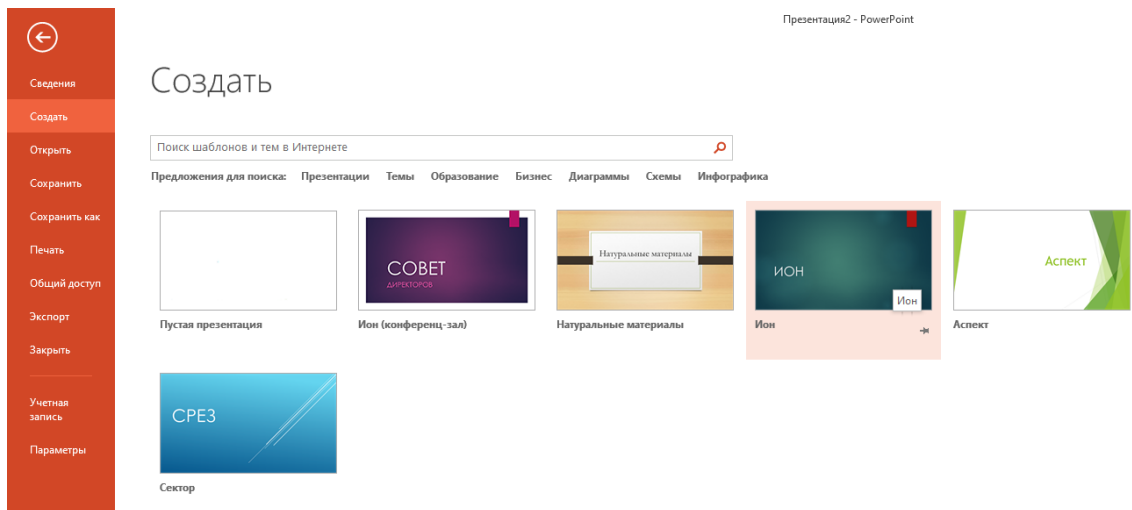 Презентация2 - PowerPoint
Сведения
Создать
Открыть
Сохранить
Сохранить как
Печать
Общий доступ
Экспорт
Закрыть
Учетная
запись
Параметры
Создать
Поиск шаблонов и тем в Интернете
Предложения для поиска: Презентации Темы Образование Бизнес Диаграммы Схемы Инфографика
Пустая презентация
СОВЕТ
ДИРЕКТОРОВ
Ион (конференц-зал)
Натуральные материалы
Натуральные материалы
ИОН
Ион
Ион
Аспект
Аспект
СРЕЗ
Сектор